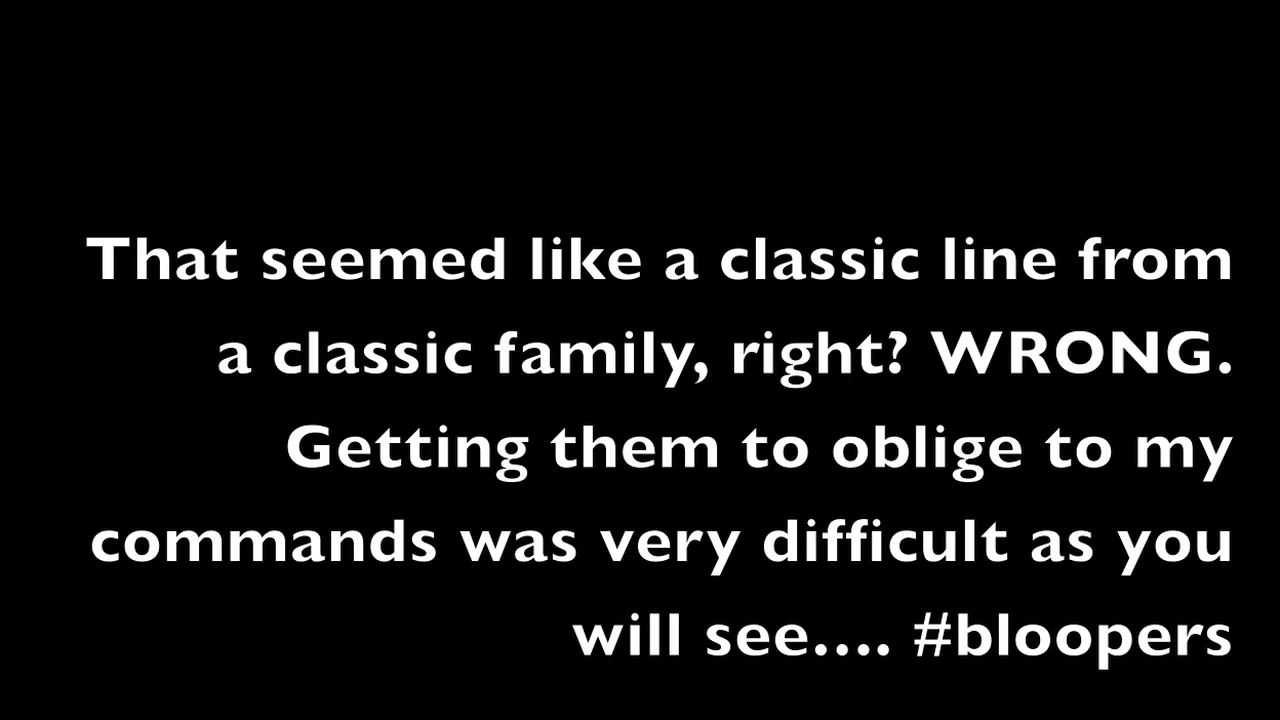 That seemed like a classic line from
a classic family, right? WRONG.
Getting them to oblige to my
commands was very difficult as you
will see.... #bloopers